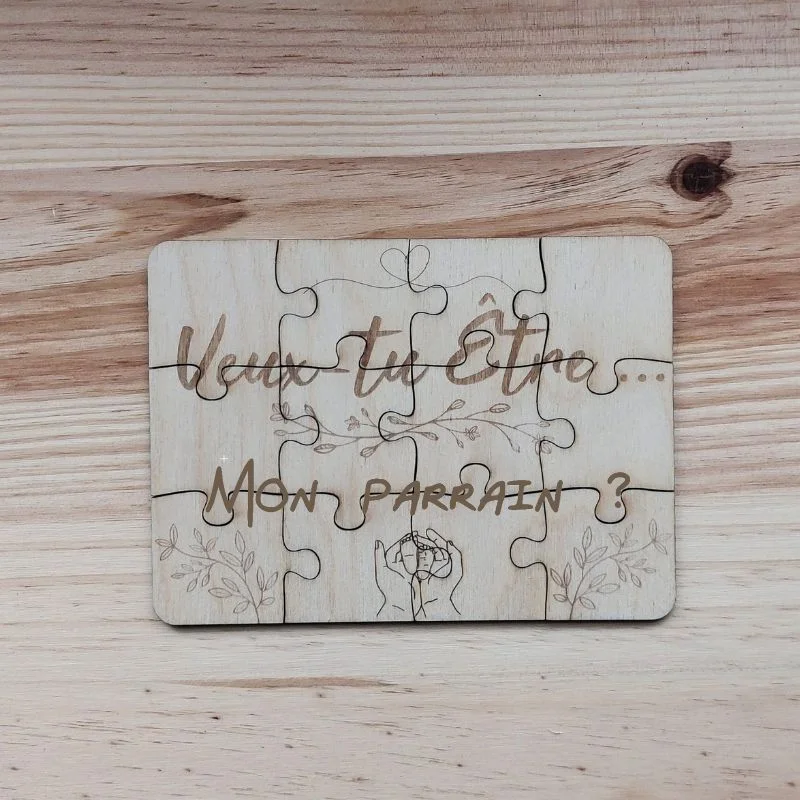 Veux-tu Être ...
Mon parrain ?